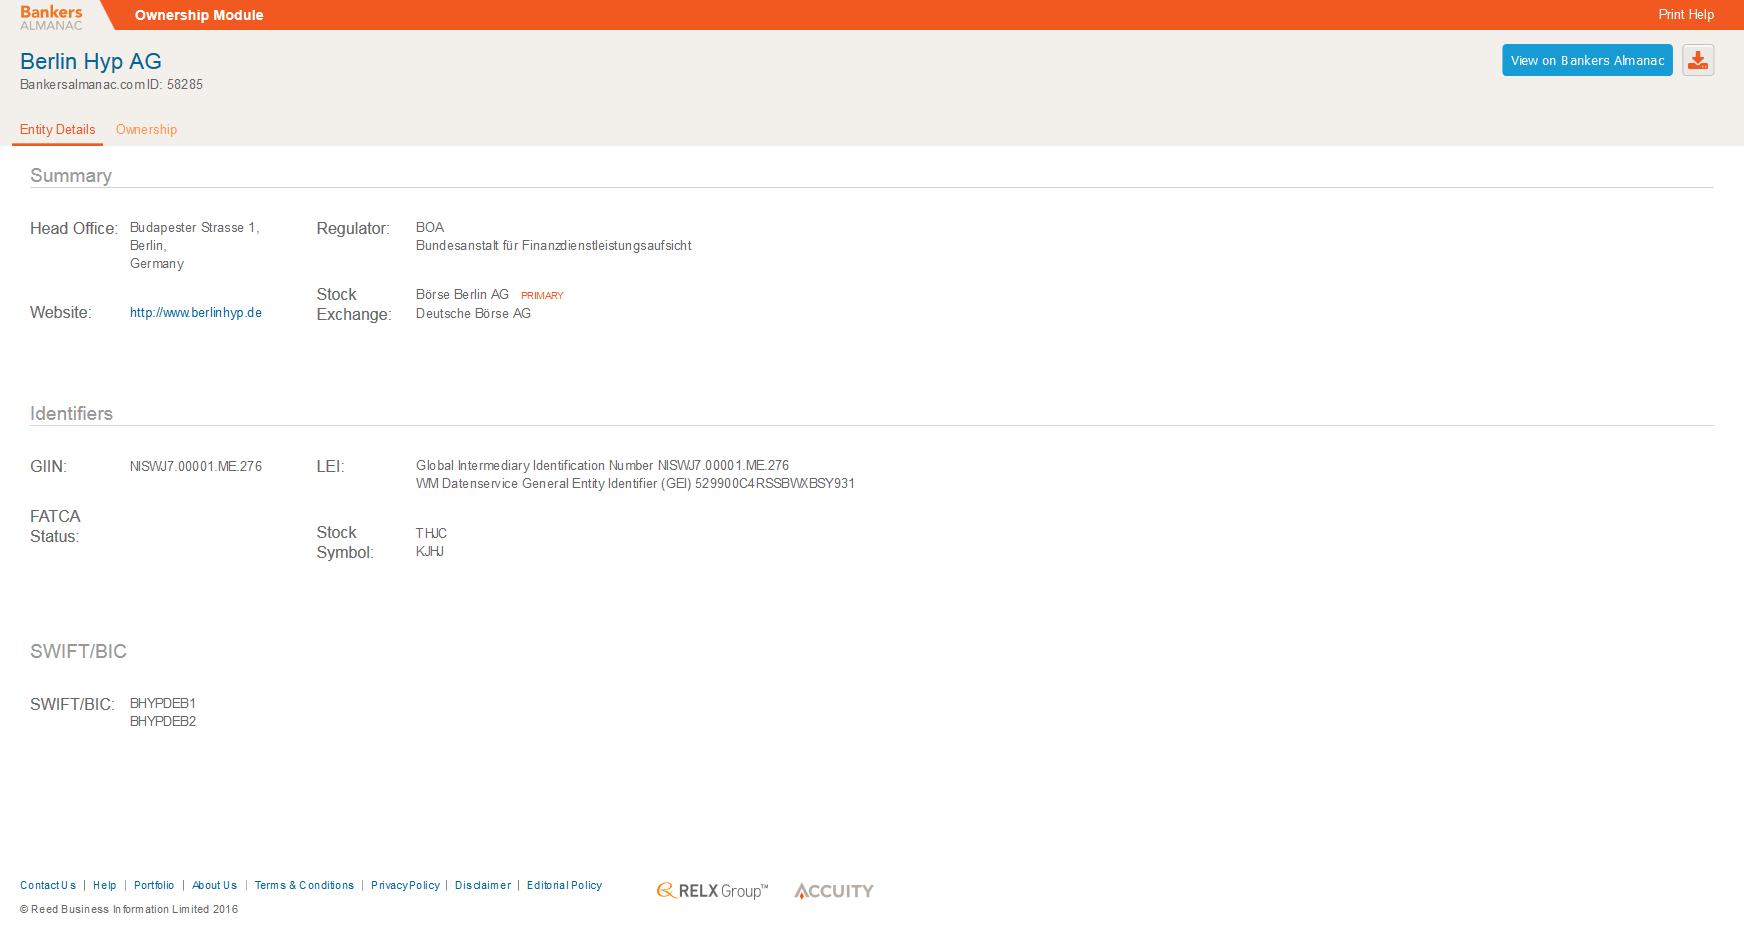 Bankers
ALMANAC
Ownership Module
Print Help
Berlin Hyp AG
Bankersalmanac.com ID: 58285
View on Bankers Almanac
Entity Details Ownership
Summary
Head Office: Budapester Strasse 1,
Berlin,
Germany
Regulator: BOA
Bundesanstalt für Finanzdienstleistungsaufsicht
Website: http://www.berlinhyp.de
Stock Exchange: Börse Berlin AG PRIMARY
Deutsche Börse AG
Identifiers
GIIN: NISWJ7.00001.ME.276
LEI: Global Intermediary Identification Number NISWJ7.00001.ME.276
WM Datenservice General Entity Identifier (GEI) 529900C4RSSBWXBSY931
FATCA
Status:
Stock Symbol: THJC
KJHJ
SWIFT/BIC
SWIFT/BIC: BHYPDEB1
BHYPDEB2
Contact Us | Help | Portfolio | About Us | Terms & Conditions | Privacy Policy | Disclaimer | Editorial Policy
RELX Group™ ACCUITY
© Reed Business Information Limited 2016